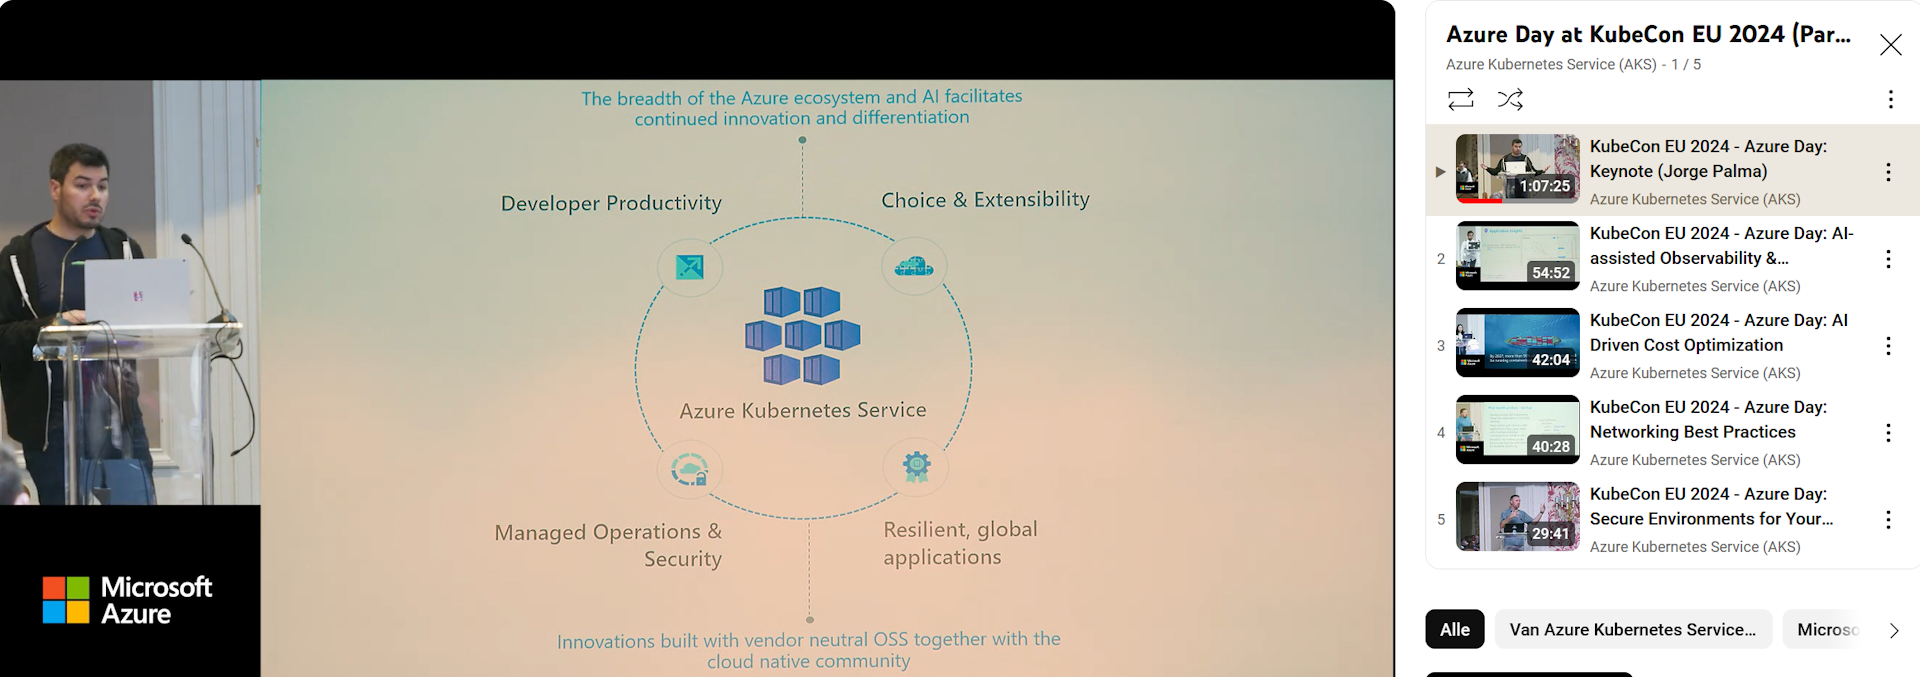 The breadth of the Azure ecosystem and AI facilitates
continued innovation and differentiation
Developer Productivity
Choice & Extensibility
Azure Kubernetes Service
Managed Operations &
Security
Resilient, global
applications
Innovations built with vendor neutral OSS together with the
cloud native community
Microsoft
Azure
Azure Day at KubeCon EU 2024 (Par...
Azure Kubernetes Service (AKS) - 1 / 5
1:07:25
KubeCon EU 2024 - Azure Day:
Keynote (Jorge Palma)
Azure Kubernetes Service (AKS)
2
54:52
KubeCon EU 2024 - Azure Day: AI-
assisted Observability &...
Azure Kubernetes Service (AKS)
3
42:04
KubeCon EU 2024 - Azure Day: AI
Driven Cost Optimization
Azure Kubernetes Service (AKS)
4
40:28
KubeCon EU 2024 - Azure Day:
Networking Best Practices
Azure Kubernetes Service (AKS)
5
29:41
KubeCon EU 2024 - Azure Day:
Secure Environments for Your...
Azure Kubernetes Service (AKS)
Alle
Van Azure Kubernetes Service...
Microso